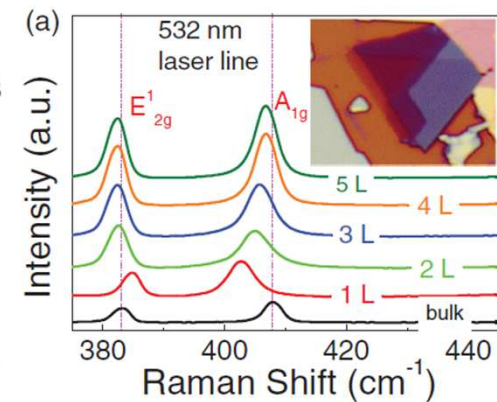 (a)
532 nm
laser line
E¹2g
A1g
5 L
4 L
3 L
2 L
1 L
bulk
Intensity (a.u.)
380 400 420 440
Raman Shift (cm⁻¹)